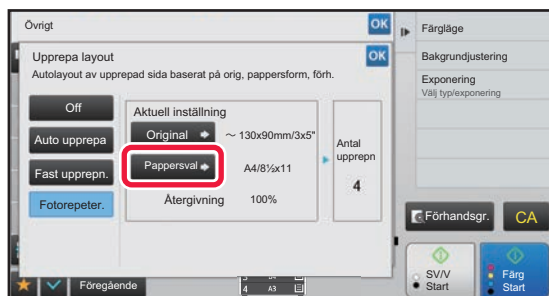 Övrigt
OK
Upprepa layout
OK
Autolayout av upprepad sida baserat på orig, pappersform, förh.
Off
Auto upprepa
Fast upprepn.
Fotorepeter.
Aktuell inställning
Original
~ 130x90mm/3x5"
Pappersval
A4/8½x11
Återgivning
100%
Antal
upprepn
4
Färgläge
Bakgrundjustering
Exponering
Välj typ/exponering
Förhandsgr.
CA
SV/V
Start
Färg
Start
Föregående
4 A3